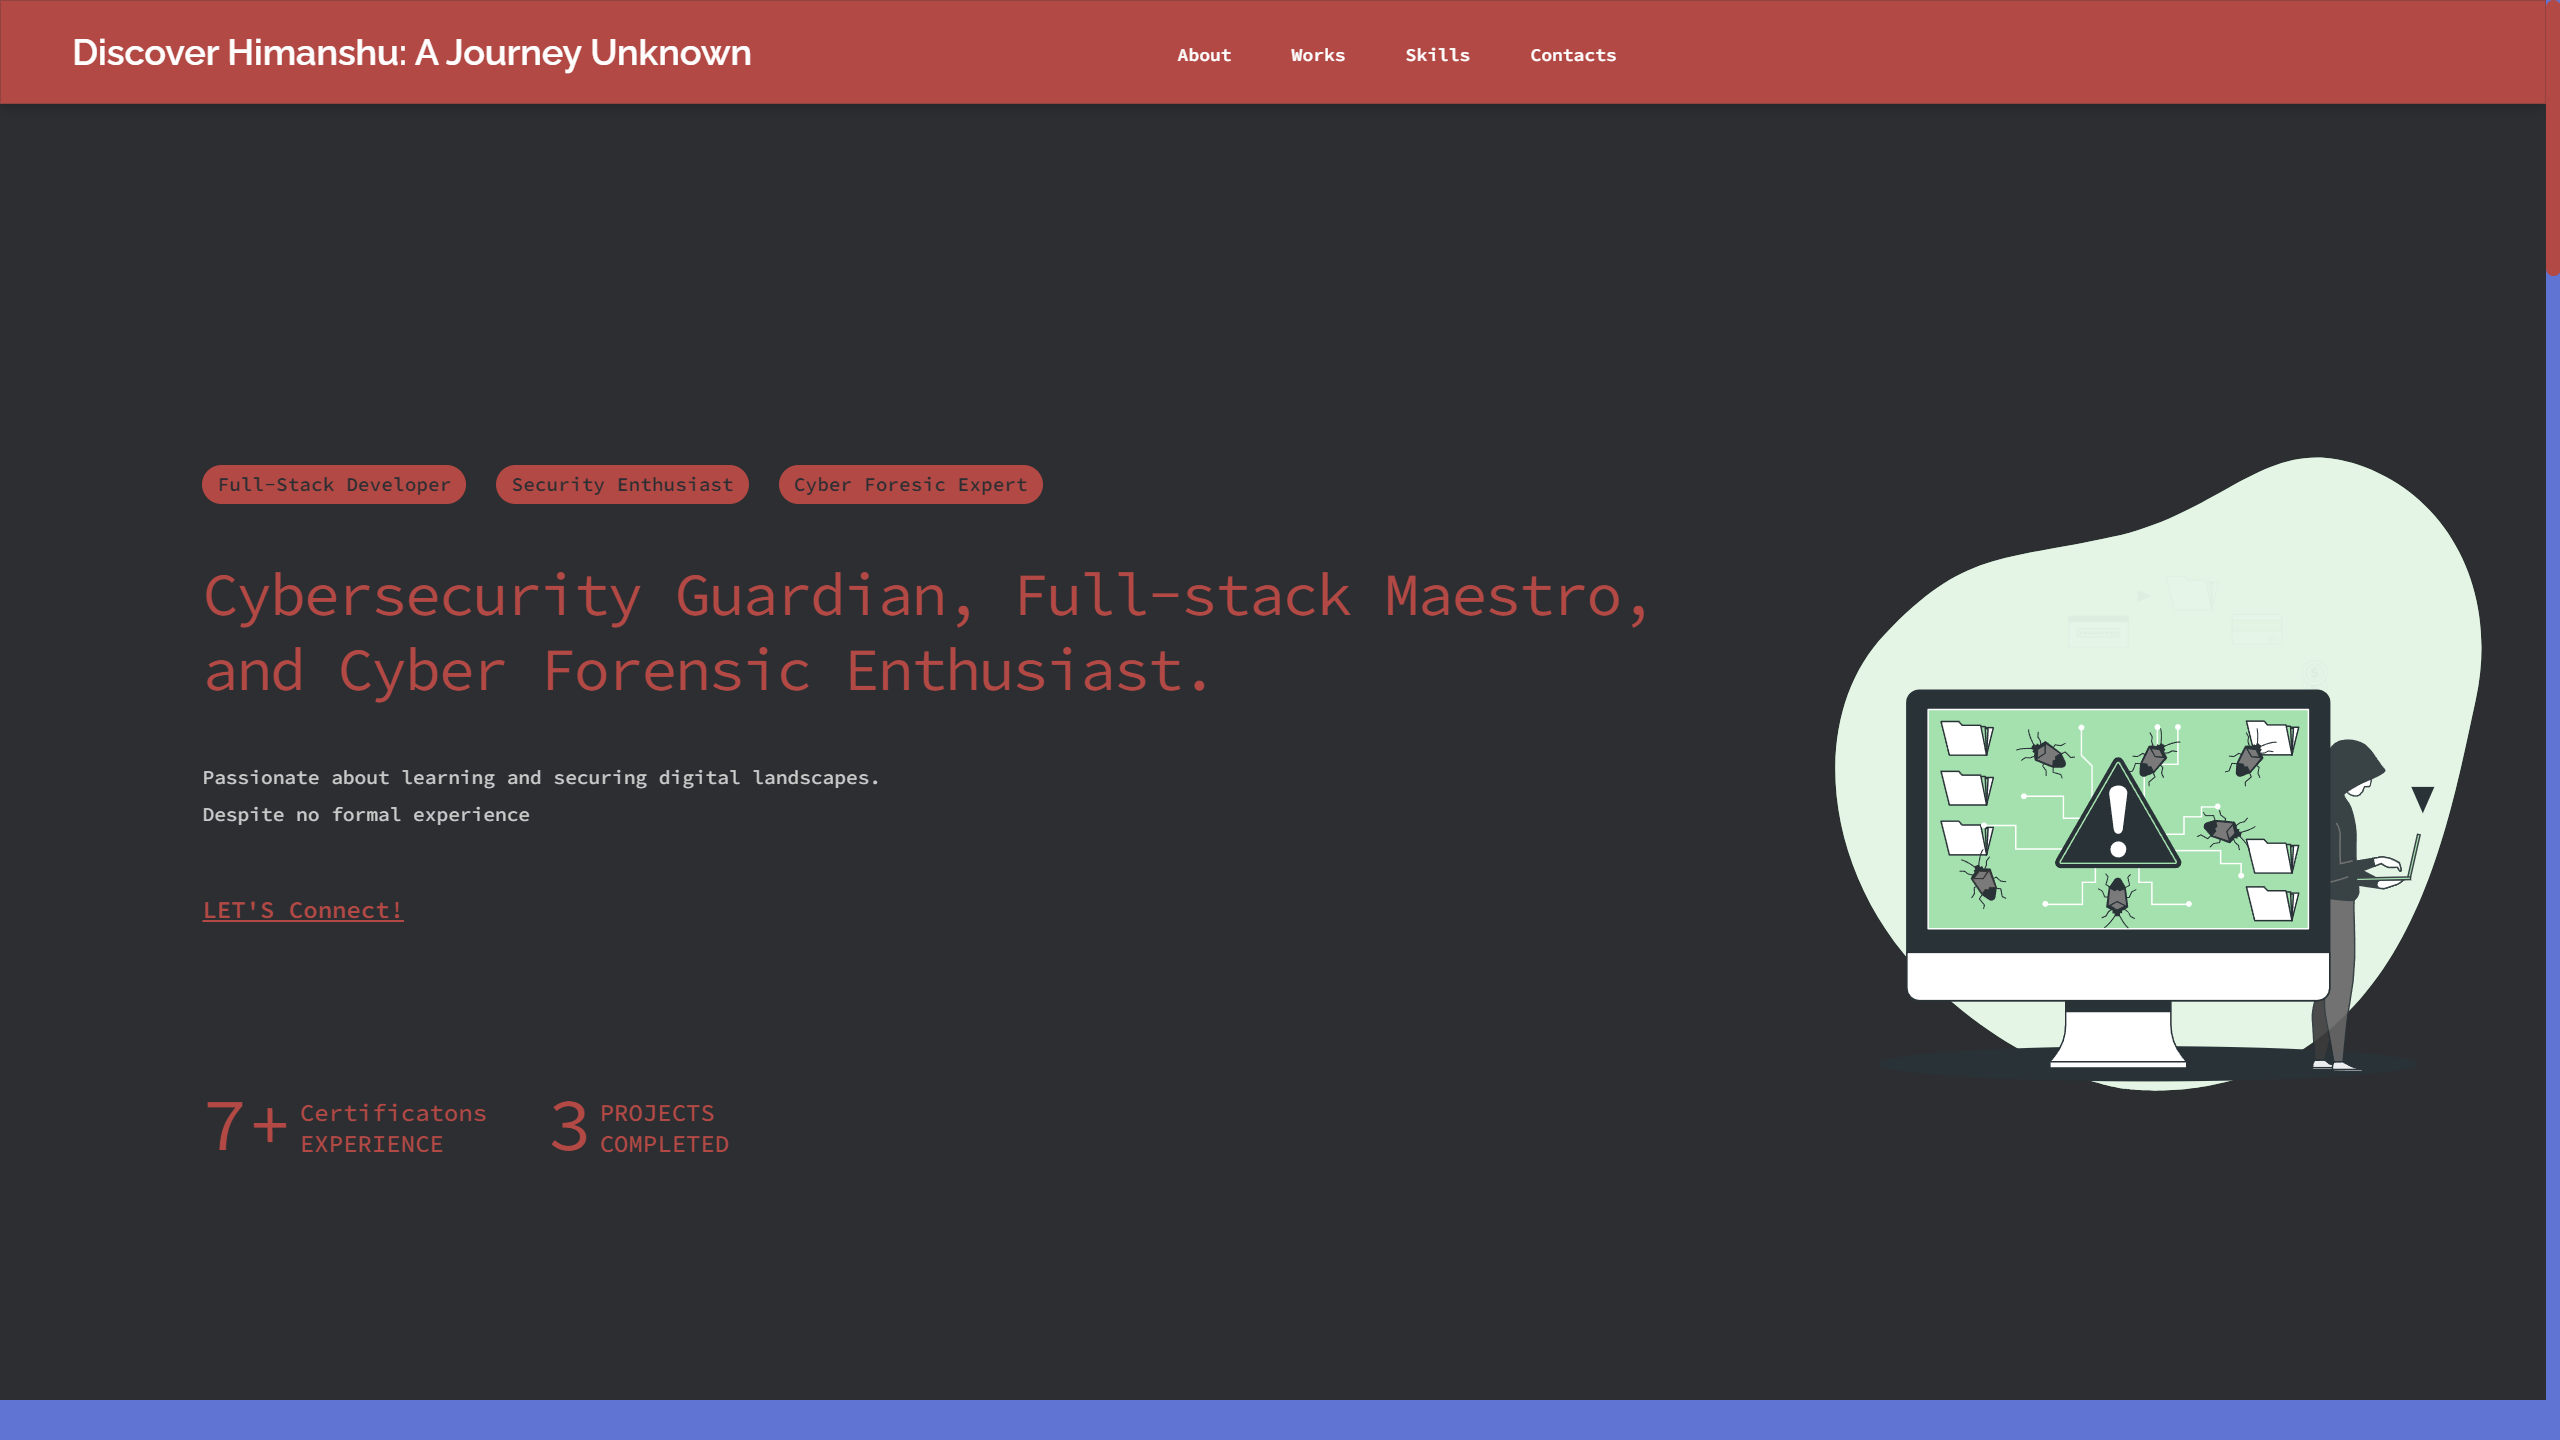 Discover Himanshu: A Journey Unknown
About Works Skills Contacts
Full-Stack Developer Security Enthusiast Cyber Foresic Expert
Cybersecurity Guardian, Full-stack Maestro,
and Cyber Forensic Enthusiast.
Passionate about learning and securing digital landscapes.
Despite no formal experience
LET'S Connect!
7+ Certificatons
EXPERIENCE
3 PROJECTS
COMPLETED